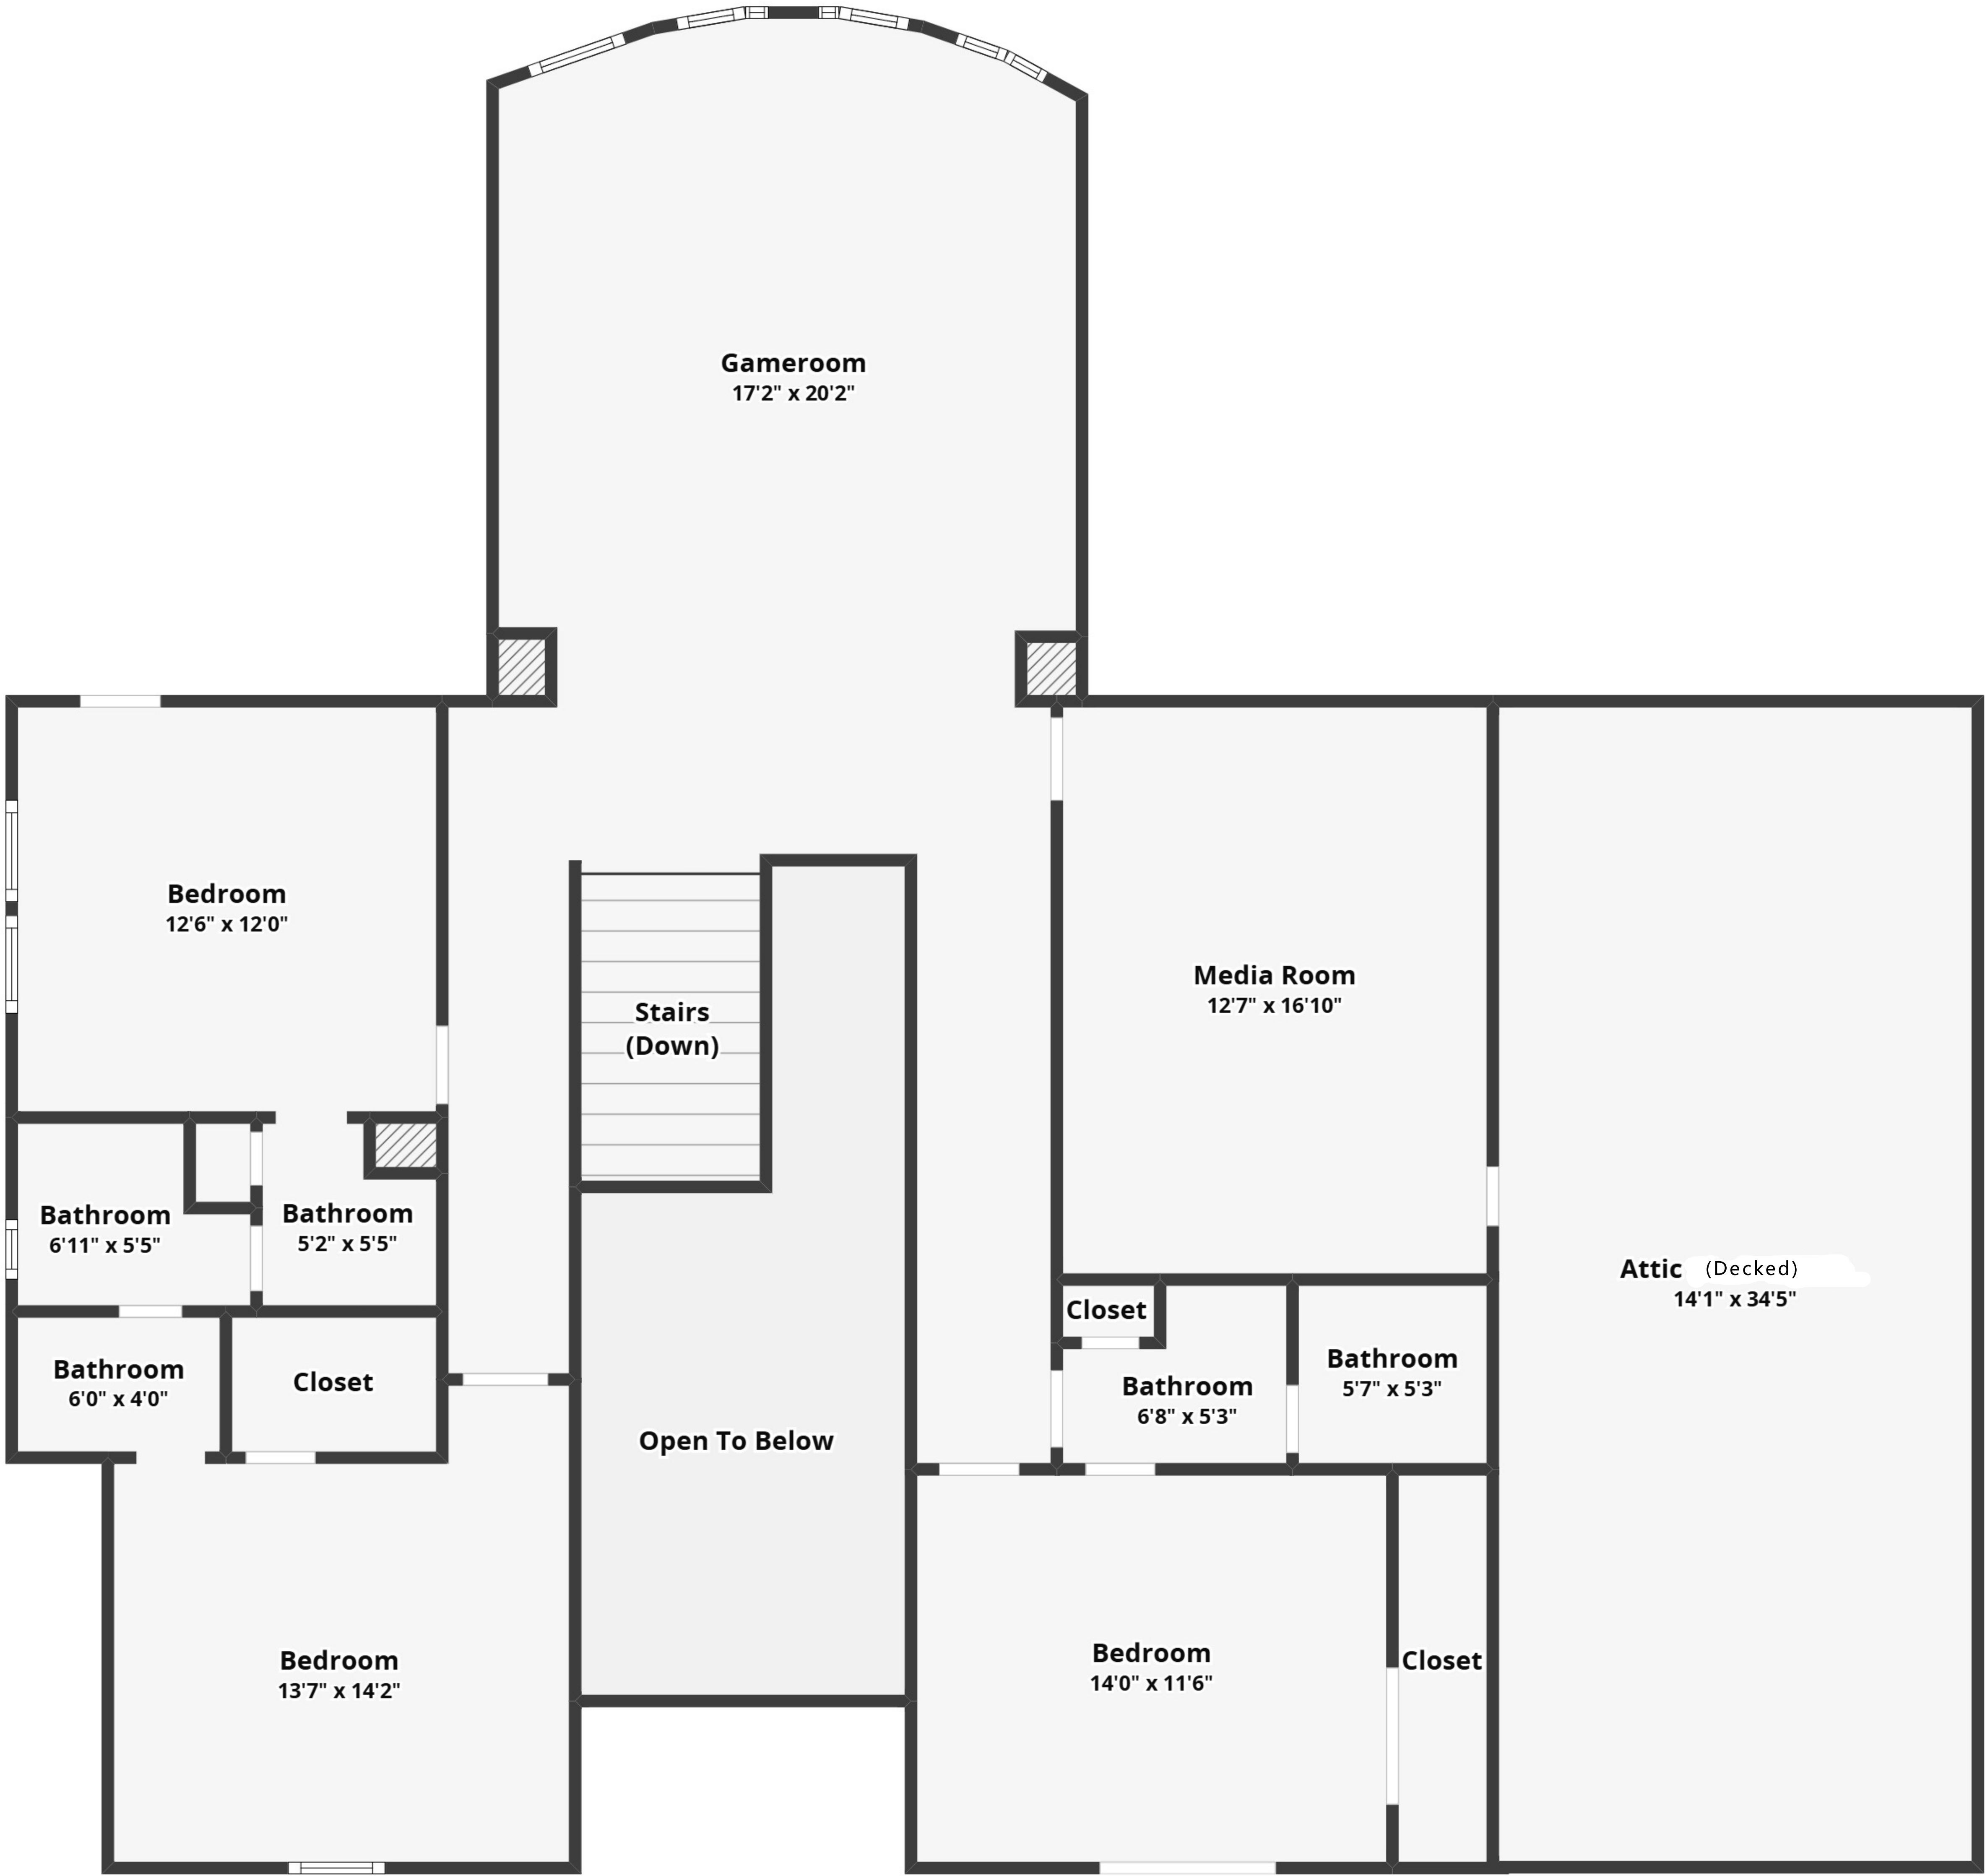 Gameroom
17'2" x 20'2"
Bedroom
12'6" x 12'0"
Media Room
12'7" x 16'10"
Stairs
(Down)
Bathroom
6'11" x 5'5"
Bathroom
5'2" x 5'5"
Attic (Decked)
14'1" x 34'5"
Closet
Bathroom
6'0" x 4'0"
Closet
Bathroom
6'8" x 5'3"
Bathroom
5'7" x 5'3"
Open To Below
Bedroom
13'7" x 14'2"
Bedroom
14'0" x 11'6"
Closet